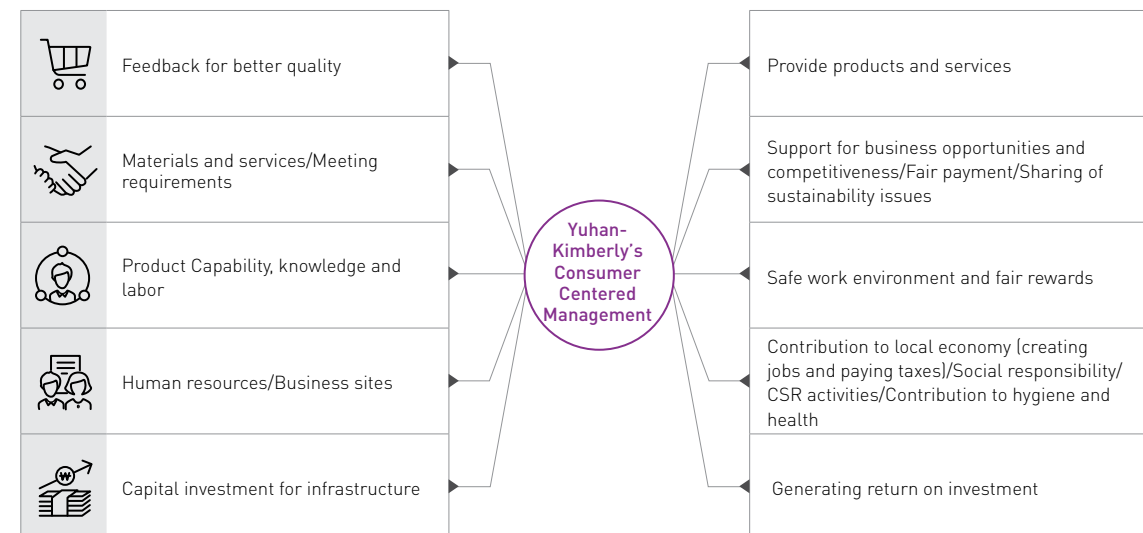 Feedback for better quality
Materials and services/Meeting
requirements
Product Capability, knowledge and
labor
Human resources/Business sites
₩
Capital investment for infrastructure
Yuhan-
Kimberly’s
Consumer
Centered
Management
Provide products and services
Support for business opportunities and
competitiveness/Fair payment/Sharing of
sustainability issues
Safe work environment and fair rewards
Contribution to local economy (creating
jobs and paying taxes)/Social responsibility/
CSR activities/Contribution to hygiene and
health
Generating return on investment